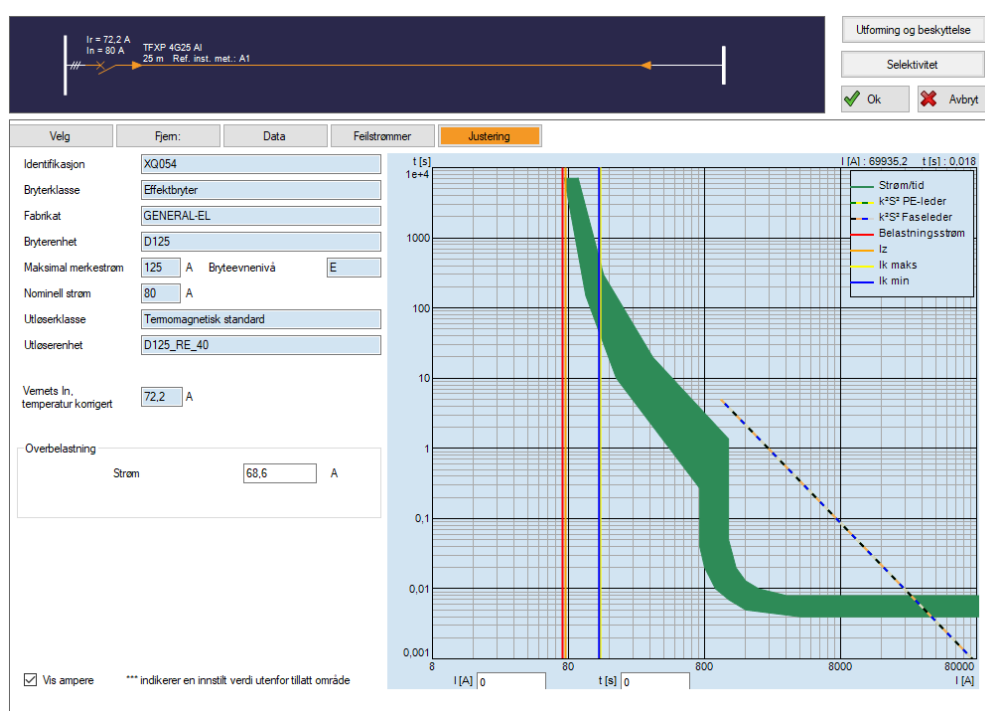 Ir = 72,2 A
In = 80 A
TFXP 4G25 Al
25 m Ref. inst. met.: A1
Utforming og beskyttelse
Selektivitet
Ok
Avbryt
Velg
Fjern:
Data
Feilstrømmer
Justering
Identifikasjon XQ054
Bryterklasse Effektbryter
Fabrikat GENERAL-EL
Bryterenhet D125
Maksimal merkestrøm 125 A Bryteevnenivå E
Nominell strøm 80 A
Utløserklasse Termomagnetisk standard
Utløserenhet D125_RE_40
Vernets In,
temperatur korrigert 72,2 A
Overbelastning
Strøm 68,6 A
Vis ampere *** indikerer en innstilt verdi utenfor tillatt område
t [s]
I [A] : 69935,2 t [s] : 0.018
1e+4
1000
100
10
1
0,1
0,01
0,001
Strøm/tid
k²S² PE-leder
k²S² Faseleder
Belastningsstrøm
Iz
Ik maks
Ik min
8
80
800
8000
80000
I [A] 0
t [s] 0
I [A]